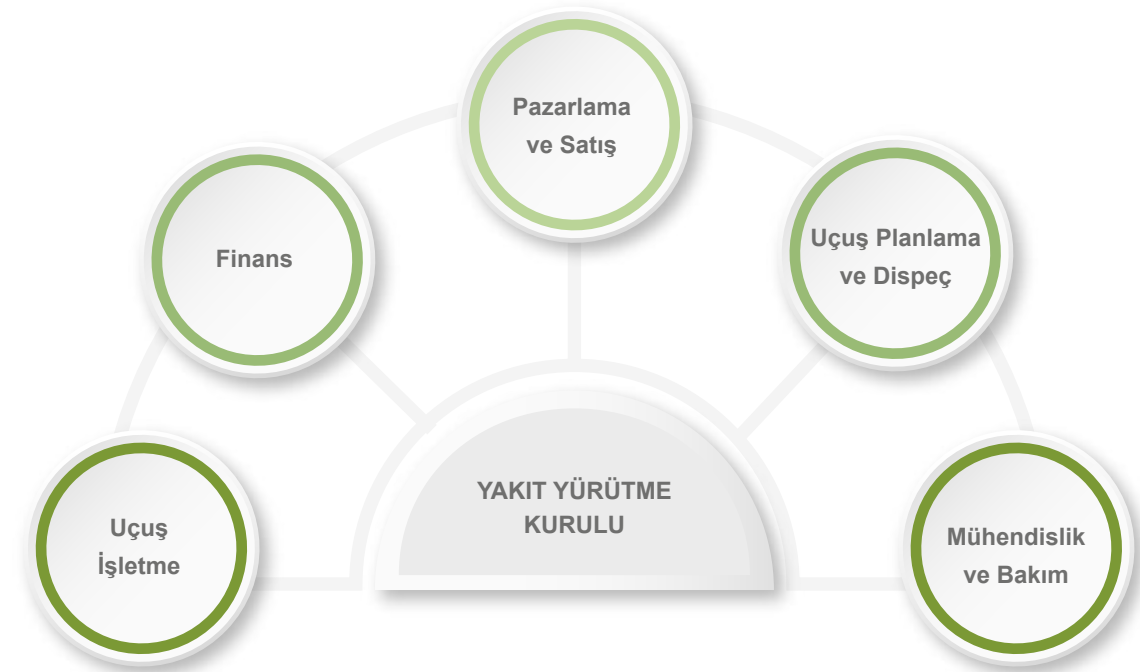 Pazarlama
ve Satış
Finans
Uçuş Planlama
ve Dispeç
YAKIT YÜRÜTME
KURULU
Uçuş
İşletme
Mühendislik
ve Bakım